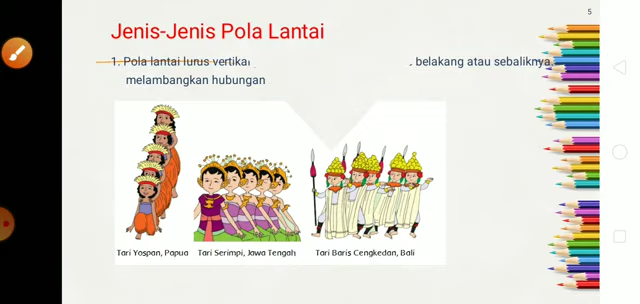 5
Jenis-Jenis Pola Lantai
1. Pola lantai lurus vertikal belakang atau sebaliknya.
melambangkan hubungan
Tari Yospan, Papua Tari Serimpi, Jawa Tengah Tari Baris Cengkedan, Bali